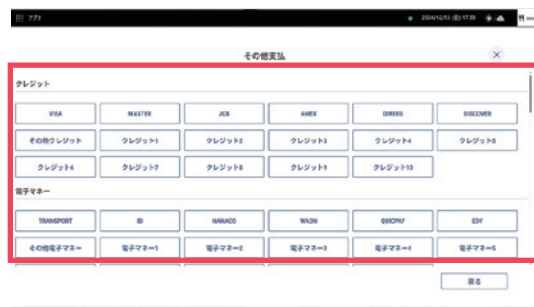 アプリ 2024/12/13 (金) 17:33
その他支払 ×
クレジット
VISA MASTER JCB AMEX DINERS DISCOVER
その他クレジット クレジット1 クレジット2 クレジット3 クレジット4 クレジット5
クレジット6 クレジット7 クレジット8 クレジット9 クレジット10
電子マネー
TRANSPORT ID NANACO WAON QUICPAY EDY
その他電子マネー 電子マネー1 電子マネー2 電子マネー3 電子マネー4 電子マネー5
戻る